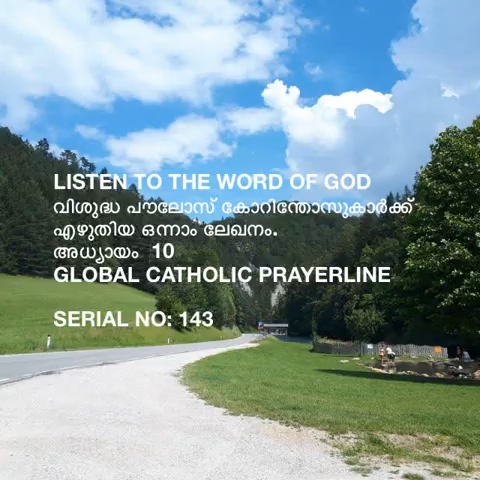 LISTEN TO THE WORD OF GOD
വിശുദ്ധ പൗലോസ് കോറിന്തോസുകാർക്ക്
എഴുതിയ ഒന്നാം ലേഖനം.
അധ്യായം 10
GLOBAL CATHOLIC PRAYERLINE
SERIAL NO: 143